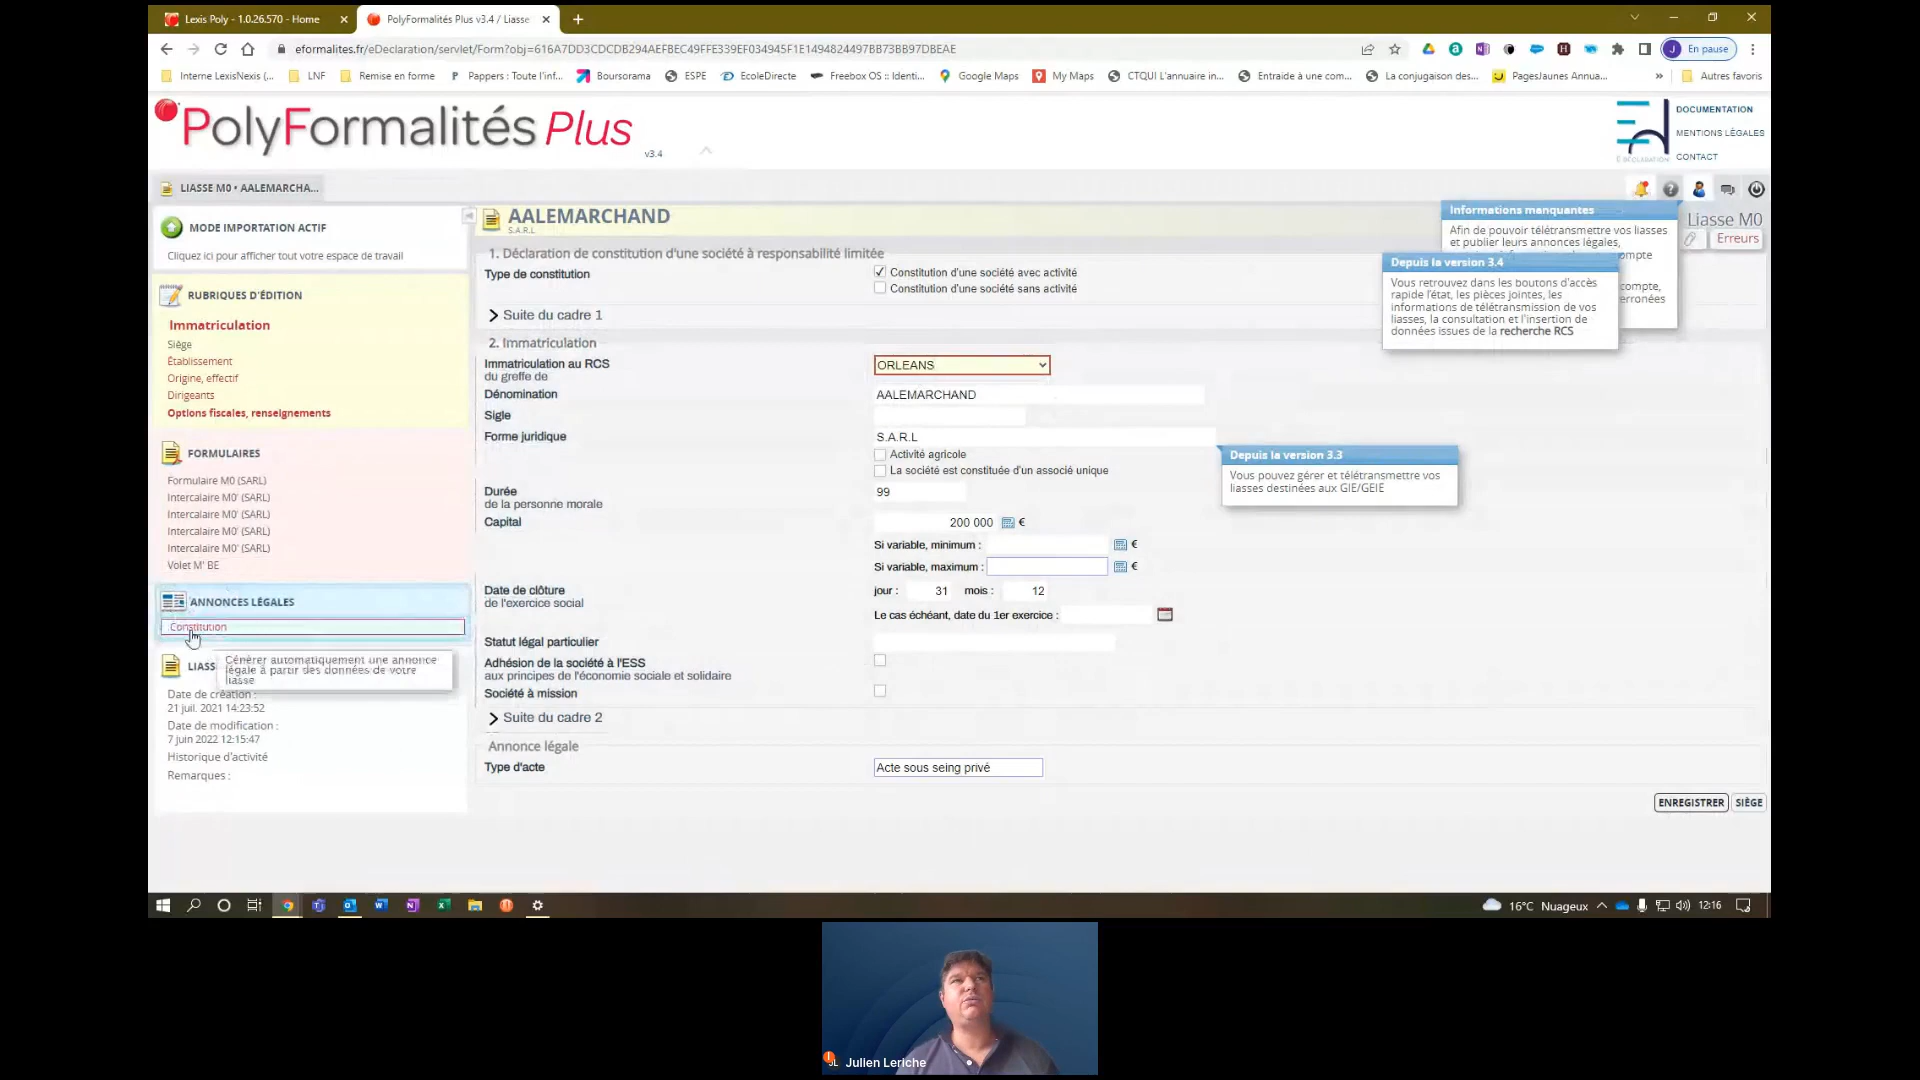 Lexis Poly - 1.0.26.570 - Home
PolyFormalités Plus v3.4 / Liasse
eformalites.fr/eDeclaration/servlet/Form?obj=616A7DD3CDCDB294AEFBEC49FFE339EF034945F1E1494824497BB73BB97DBEAE
En pause
Interne LexisNexis (...
LNF
Remise en forme
Pappers : Toute l'inf...
Boursorama
ESPE
EcoleDirecte
Freebox OS :: Identi...
Google Maps
My Maps
CTQUI L'annuaire in...
Entraide à une com...
La conjugaison des...
PagesJaunes Annua...
»
Autres favoris
PolyFormalités Plus
v3.4
DOCUMENTATION
MENTIONS LÉGALES
CONTACT
LIASSE M0 • AALEMARCHA...
MODE IMPORTATION ACTIF
Cliquez ici pour afficher tout votre espace de travail
RUBRIQUES D'ÉDITION
Immatriculation
Siège
Établissement
Origine, effectif
Dirigeants
Options fiscales, renseignements
FORMULAIRES
Formulaire M0 (SARL)
Intercalaire M0' (SARL)
Intercalaire M0' (SARL)
Intercalaire M0' (SARL)
Intercalaire M0' (SARL)
Volet M' BE
ANNONCES LÉGALES
Constitution
Générer automatiquement une annonce
légale à partir des données de votre
liasse
LIASS
Date de création :
21 juil. 2021 14:23:52
Date de modification :
7 juin 2022 12:15:47
Historique d'activité
Remarques :
AALEMARCHAND
S.A.R.L
Liasse M0
Erreurs
Informations manquantes
Afin de pouvoir télétransmettre vos liasses
et publier leurs annonces légales,
ompte
compte,
erronées
Depuis la version 3.4
Vous retrouvez dans les boutons d'accès
rapide l'état, les pièces jointes, les
informations de télétransmission de vos
liasses, la consultation et l'insertion de
données issues de la recherche RCS
1. Déclaration de constitution d'une société à responsabilité limitée
Type de constitution
Constitution d'une société avec activité
Constitution d'une société sans activité
Suite du cadre 1
2. Immatriculation
Immatriculation au RCS
du greffe de
ORLEANS
Dénomination
AALEMARCHAND
Sigle
Forme juridique
S.A.R.L
Activité agricole
La société est constituée d'un associé unique
Depuis la version 3.3
Vous pouvez gérer et télétransmettre vos
liasses destinées aux GIE/GEIE
Durée
de la personne morale
99
Capital
200 000 €
Si variable, minimum : €
Si variable, maximum : €
Date de clôture
de l'exercice social
jour : 31 mois : 12
Le cas échéant, date du 1er exercice :
Statut légal particulier
Adhésion de la société à l'ESS
aux principes de l'économie sociale et solidaire
Société à mission
Suite du cadre 2
Annonce légale
Type d'acte
Acte sous seing privé
ENREGISTRER
SIÈGE
16°C Nuageux
12:16
Julien Leriche